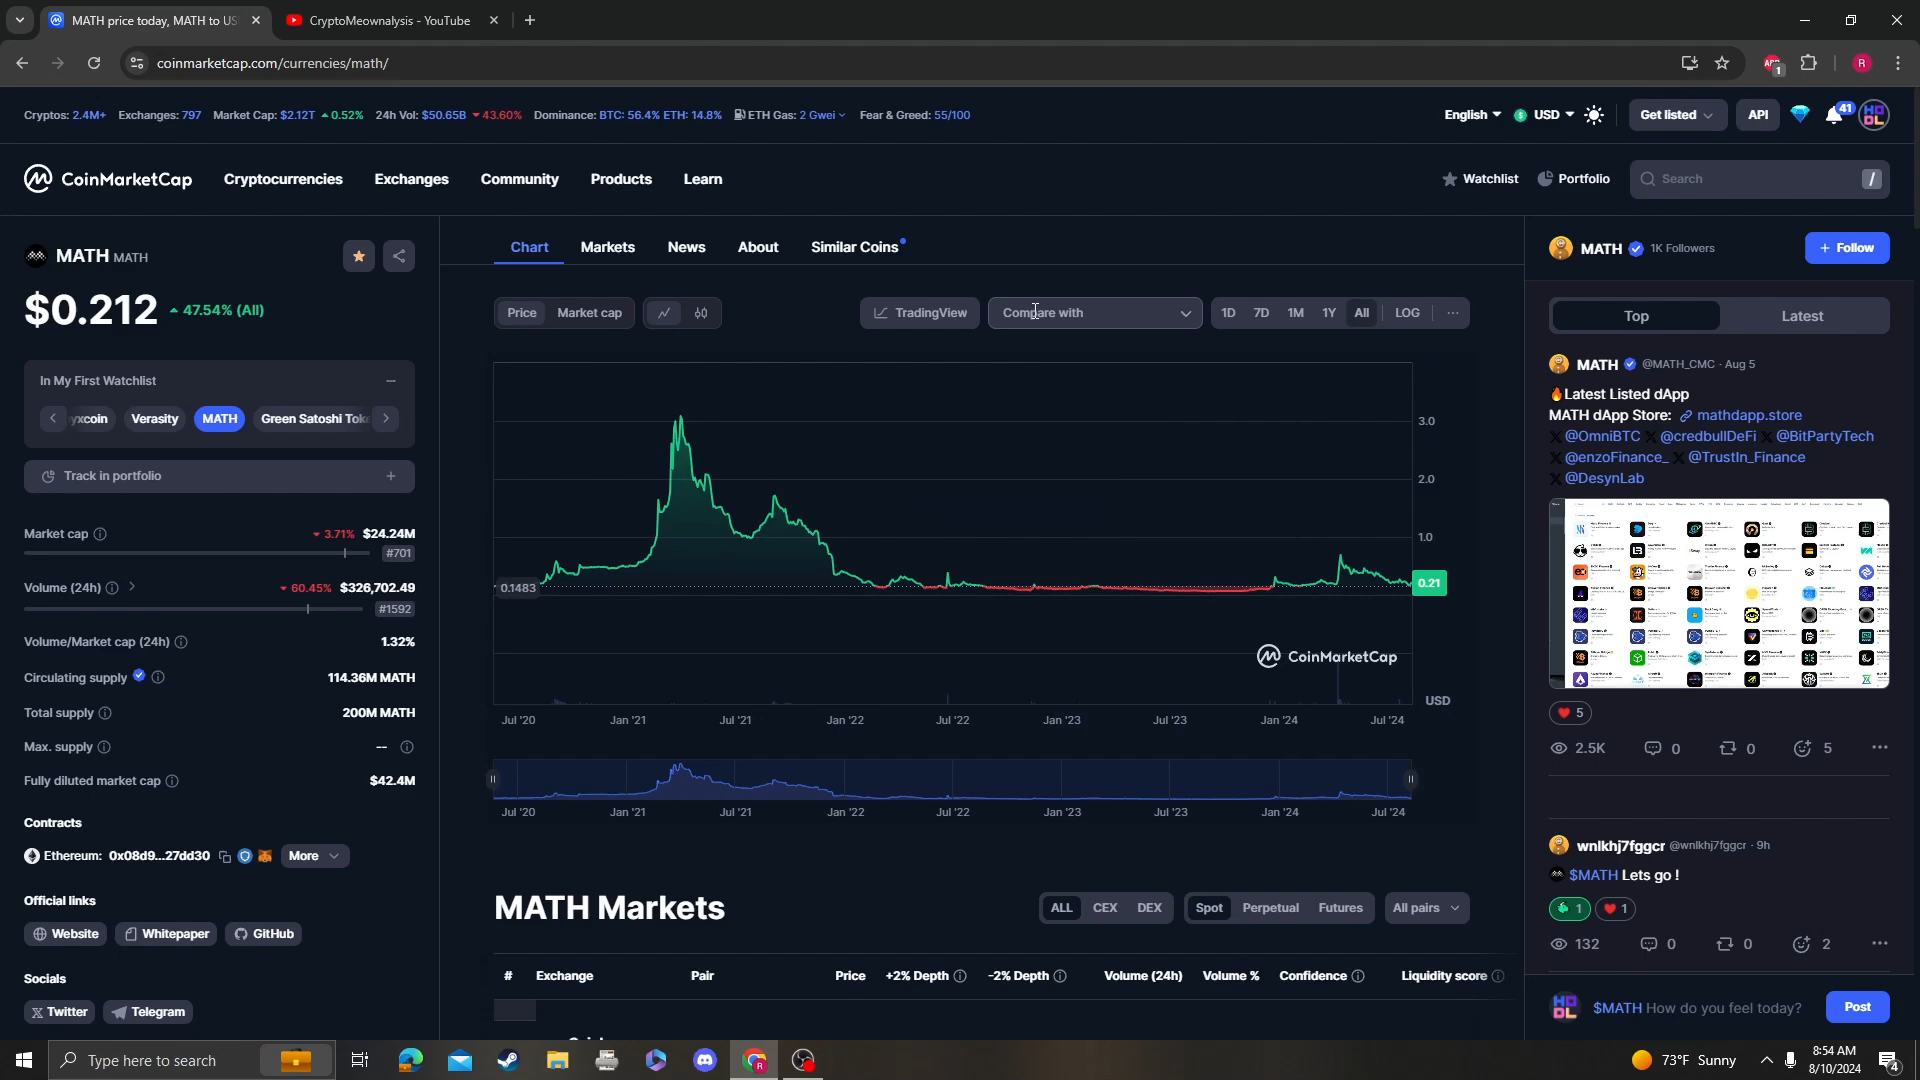 MATH price today, MATH to US
CryptoMeownalysis - YouTube
coinmarketcap.com/currencies/math/
1
R
Cryptos: 2.4M+ Exchanges: 797 Market Cap: $2.12T 0.52% 24h Vol: $50.65B 43.60% Dominance: BTC: 56.4% ETH: 14.8% ETH Gas: 2 Gwei Fear & Greed: 55/100
English USD Get listed API 41
CoinMarketCap Cryptocurrencies Exchanges Community Products Learn
Watchlist Portfolio Search /
MATH MATH
$0.212 47.54% (All)
In My First Watchlist
yxcoin Verasity MATH Green Satoshi Tok
Track in portfolio +
Market cap 3.71% $24.24M
#701
Volume (24h) 60.45% $326,702.49
#1592
Volume/Market cap (24h) 1.32%
Circulating supply 114.36M MATH
Total supply 200M MATH
Max. supply --
Fully diluted market cap $42.4M
Contracts
Ethereum: 0x08d9...27dd30 More
Official links
Website Whitepaper GitHub
Socials
Twitter Telegram
Chart Markets News About Similar Coins
Price Market cap TradingView Compare with 1D 7D 1M 1Y All LOG ...
3.0
2.0
1.0
0.1483
0.21
CoinMarketCap
USD
Jul '20 Jan '21 Jul '21 Jan '22 Jul '22 Jan '23 Jul '23 Jan '24 Jul '24
Jul '20 Jan '21 Jul '21 Jan '22 Jul '22 Jan '23 Jul '23 Jan '24 Jul '24
MATH Markets ALL CEX DEX Spot Perpetual Futures All pairs
# Exchange Pair Price +2% Depth -2% Depth Volume (24h) Volume % Confidence Liquidity score
MATH 1K Followers + Follow
Top Latest
MATH @MATH_CMC · Aug 5
🔥Latest Listed dApp
MATH dApp Store: mathdapp.store
@OmniBTC @credbullDeFi @BitPartyTech
@enzoFinance_ @TrustIn_Finance
@DesynLab
5
2.5K 0 0 5 ...
wnlkhj7fggcr @wnlkhj7fggcr · 9h
$MATH Lets go !
1 1
132 0 0 2 ...
HODL $MATH How do you feel today? Post
Type here to search
73°F Sunny
8:54 AM
8/10/2024
4